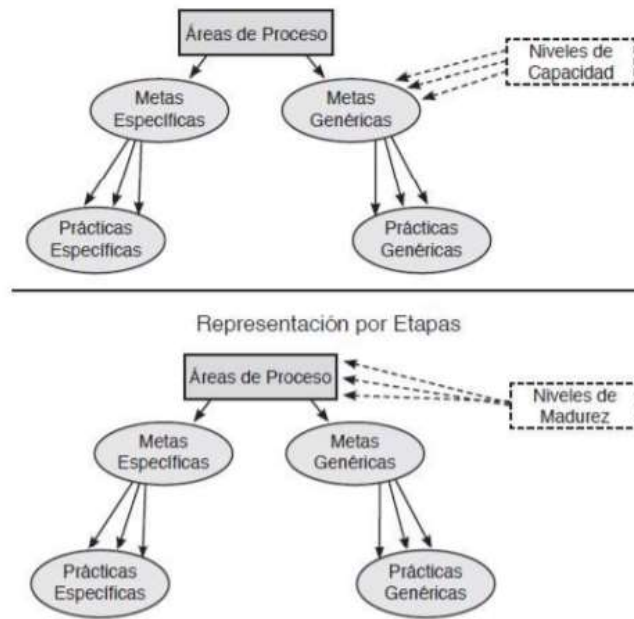 Áreas de Proceso
Niveles de
Capacidad
Metas
Específicas
Metas
Genéricas
Prácticas
Específicas
Prácticas
Genéricas
Representación por Etapas
Áreas de Proceso
Niveles de
Madurez
Metas
Específicas
Metas
Genéricas
Prácticas
Específicas
Prácticas
Genéricas